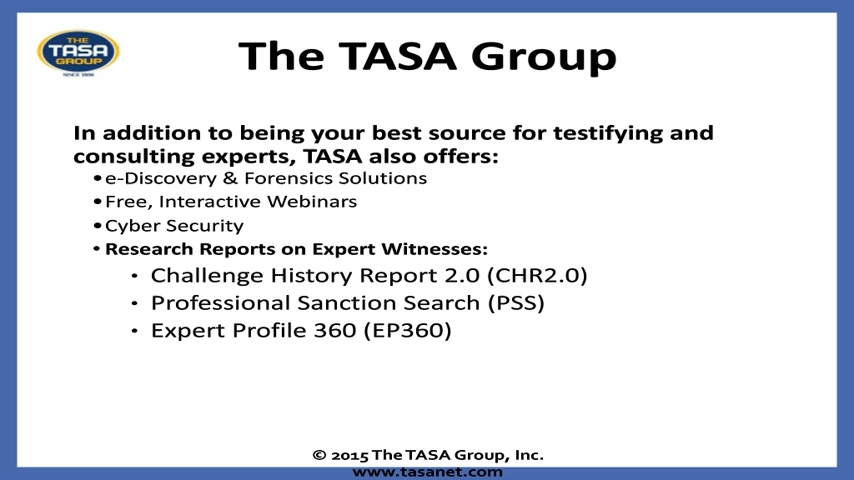 THE
TASA
GROUP
SINCE 1956
The TASA Group
In addition to being your best source for testifying and
consulting experts, TASA also offers:
•e-Discovery & Forensics Solutions
•Free, Interactive Webinars
•Cyber Security
•Research Reports on Expert Witnesses:
• Challenge History Report 2.0 (CHR2.0)
• Professional Sanction Search (PSS)
• Expert Profile 360 (EP360)
© 2015 The TASA Group, Inc.
www.tasanet.com